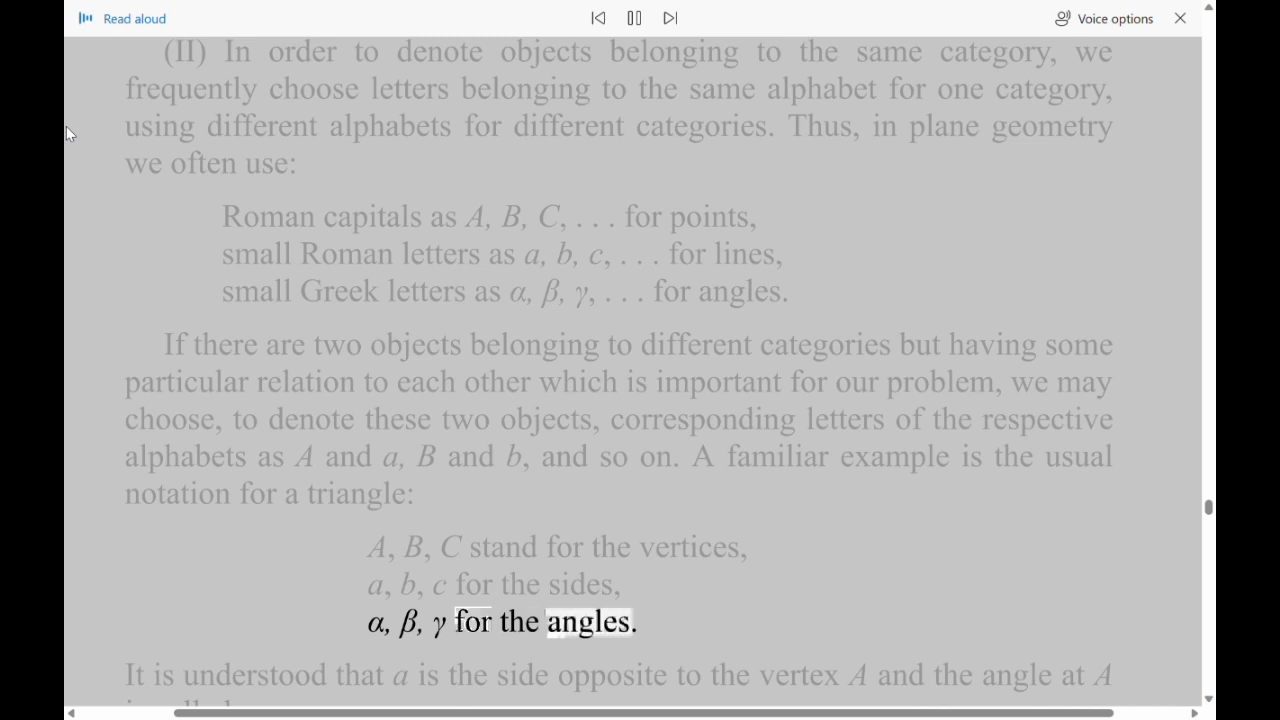 Read aloud
Voice options
(II) In order to denote objects belonging to the same category, we
frequently choose letters belonging to the same alphabet for one category,
using different alphabets for different categories. Thus, in plane geometry
we often use:
Roman capitals as A, B, C, . . . for points,
small Roman letters as a, b, c, . . . for lines,
small Greek letters as α, β, γ, . . . for angles.
If there are two objects belonging to different categories but having some
particular relation to each other which is important for our problem, we may
choose, to denote these two objects, corresponding letters of the respective
alphabets as A and a, B and b, and so on. A familiar example is the usual
notation for a triangle:
A, B, C stand for the vertices,
a, b, c for the sides,
α, β, γ for the angles.
It is understood that a is the side opposite to the vertex A and the angle at A